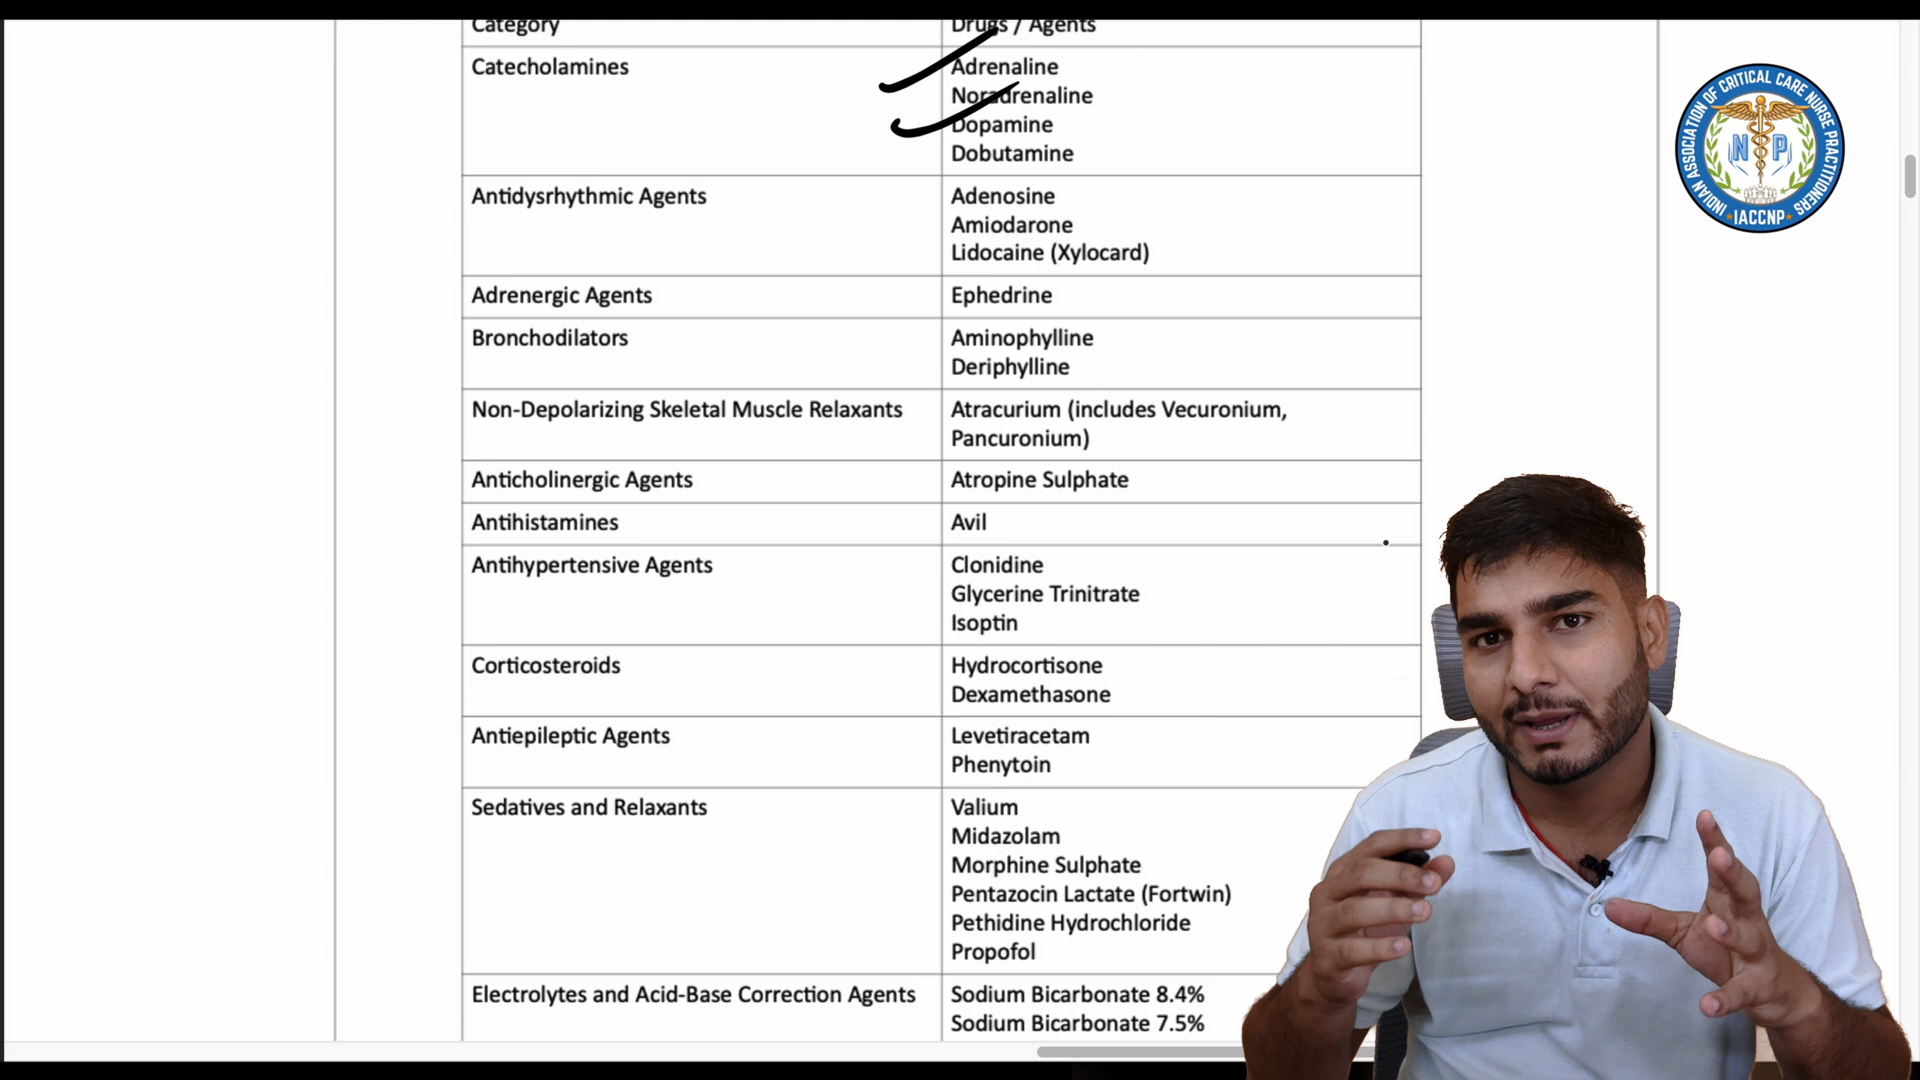 Category
Drugs / Agents
Catecholamines
Adrenaline
Noradrenaline
Dopamine
Dobutamine
Antidysrhythmic Agents
Adenosine
Amiodarone
Lidocaine (Xylocard)
Adrenergic Agents
Ephedrine
Bronchodilators
Aminophylline
Deriphylline
Non-Depolarizing Skeletal Muscle Relaxants
Atracurium (includes Vecuronium,
Pancuronium)
Anticholinergic Agents
Atropine Sulphate
Antihistamines
Avil
Antihypertensive Agents
Clonidine
Glycerine Trinitrate
Isoptin
Corticosteroids
Hydrocortisone
Dexamethasone
Antiepileptic Agents
Levetiracetam
Phenytoin
Sedatives and Relaxants
Valium
Midazolam
Morphine Sulphate
Pentazocin Lactate (Fortwin)
Pethidine Hydrochloride
Propofol
Electrolytes and Acid-Base Correction Agents
Sodium Bicarbonate 8.4%
Sodium Bicarbonate 7.5%
INDIAN ASSOCIATION OF CRITICAL CARE NURSE PRACTITIONERS
N P
IACCNP